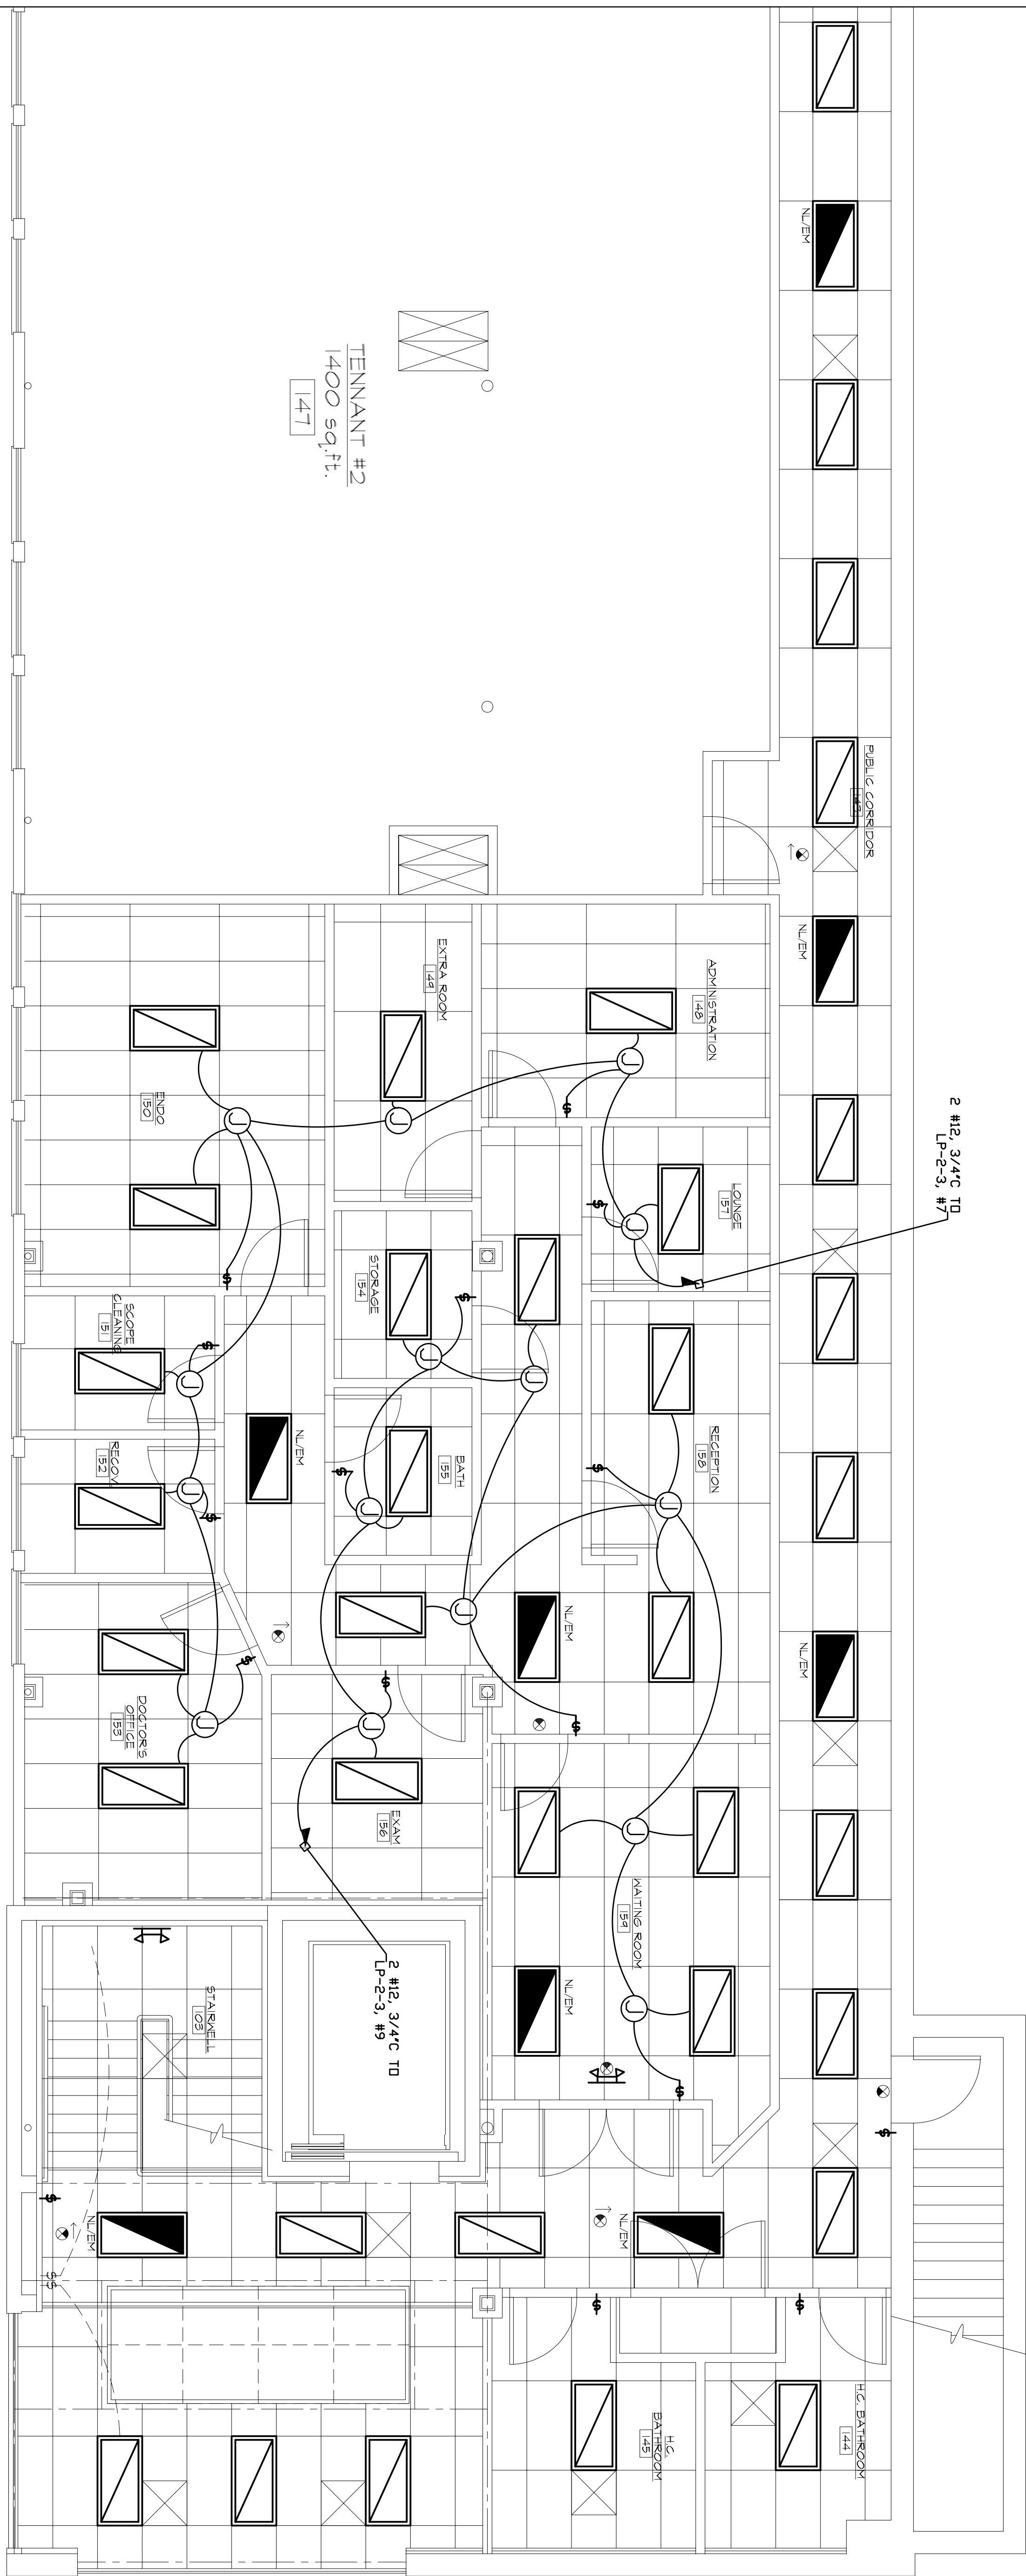 2 #12, 3/4"C TO
LP-2-3, #7
NL/EM
PUBLIC CORRIDOR
NL/EM
NL/EM
TENNANT #2
1400 sq.ft.
147
ADMINISTRATION
148
EXTRA ROOM
149
ENDO
150
LOUNGE
157
STORAGE
154
SCOPE
CLEANING
151
RECEPTION
158
BATH
155
NL/EM
RECOV.
152
NL/EM
EXAM
156
DOCTOR'S
OFFICE
153
WAITING ROOM
159
NL/EM
2 #12, 3/4"C TO
LP-2-3, #9
STAIRWELL
103
NL/EM
NL/EM
H.C. BATHROOM
144
H.C.
BATHROOM
145